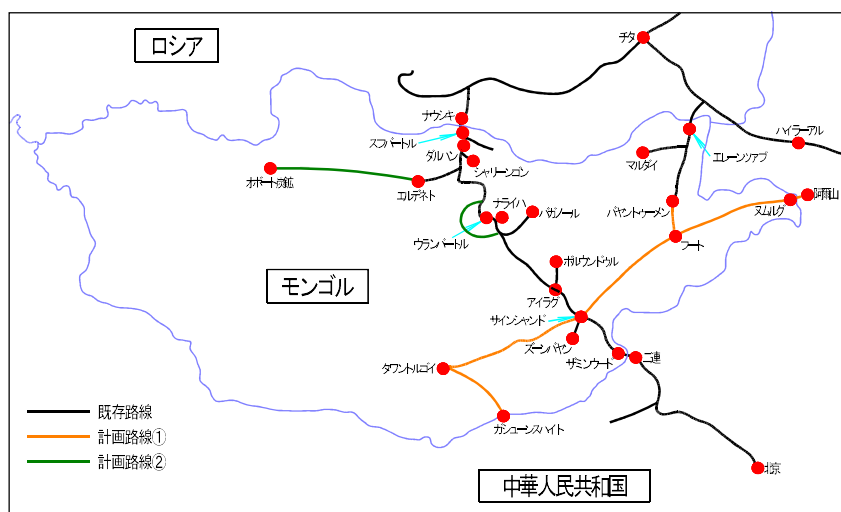 ロシア
チタ
ナウシキ
スフバートル
ダルハン
シャリーンゴン
ハイラーアル
エレーンツァブ
マルダイ
オボートの鉱
エルデネト
ナライハ
バガノール
ウランバートル
バヤントゥーメン
ヌムルグ
阿爾山
フート
モンゴル
ボルウンドゥル
アイラグ
サインシャンド
ズーンバヤン
ザミンウード
二連
タワントルゴイ
ガシューンスハイト
既存路線
計画路線①
計画路線②
中華人民共和国
北京